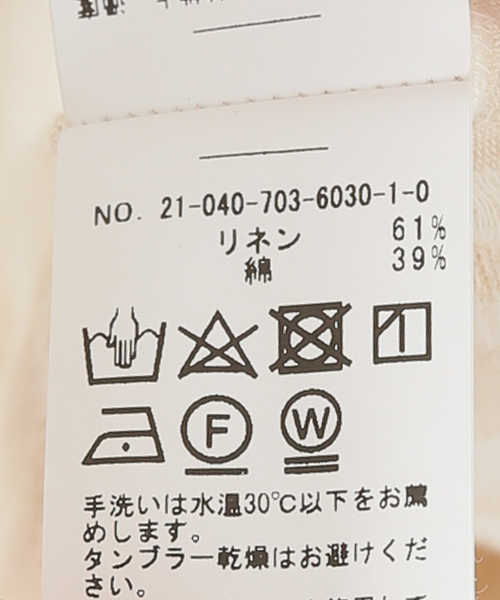 NO. 21-040-703-6030-1-0
リネン 61%
綿 39%
F W
手洗いは水温30℃以下をお薦
めします。
タンブラー乾燥はお避けくだ
さい。